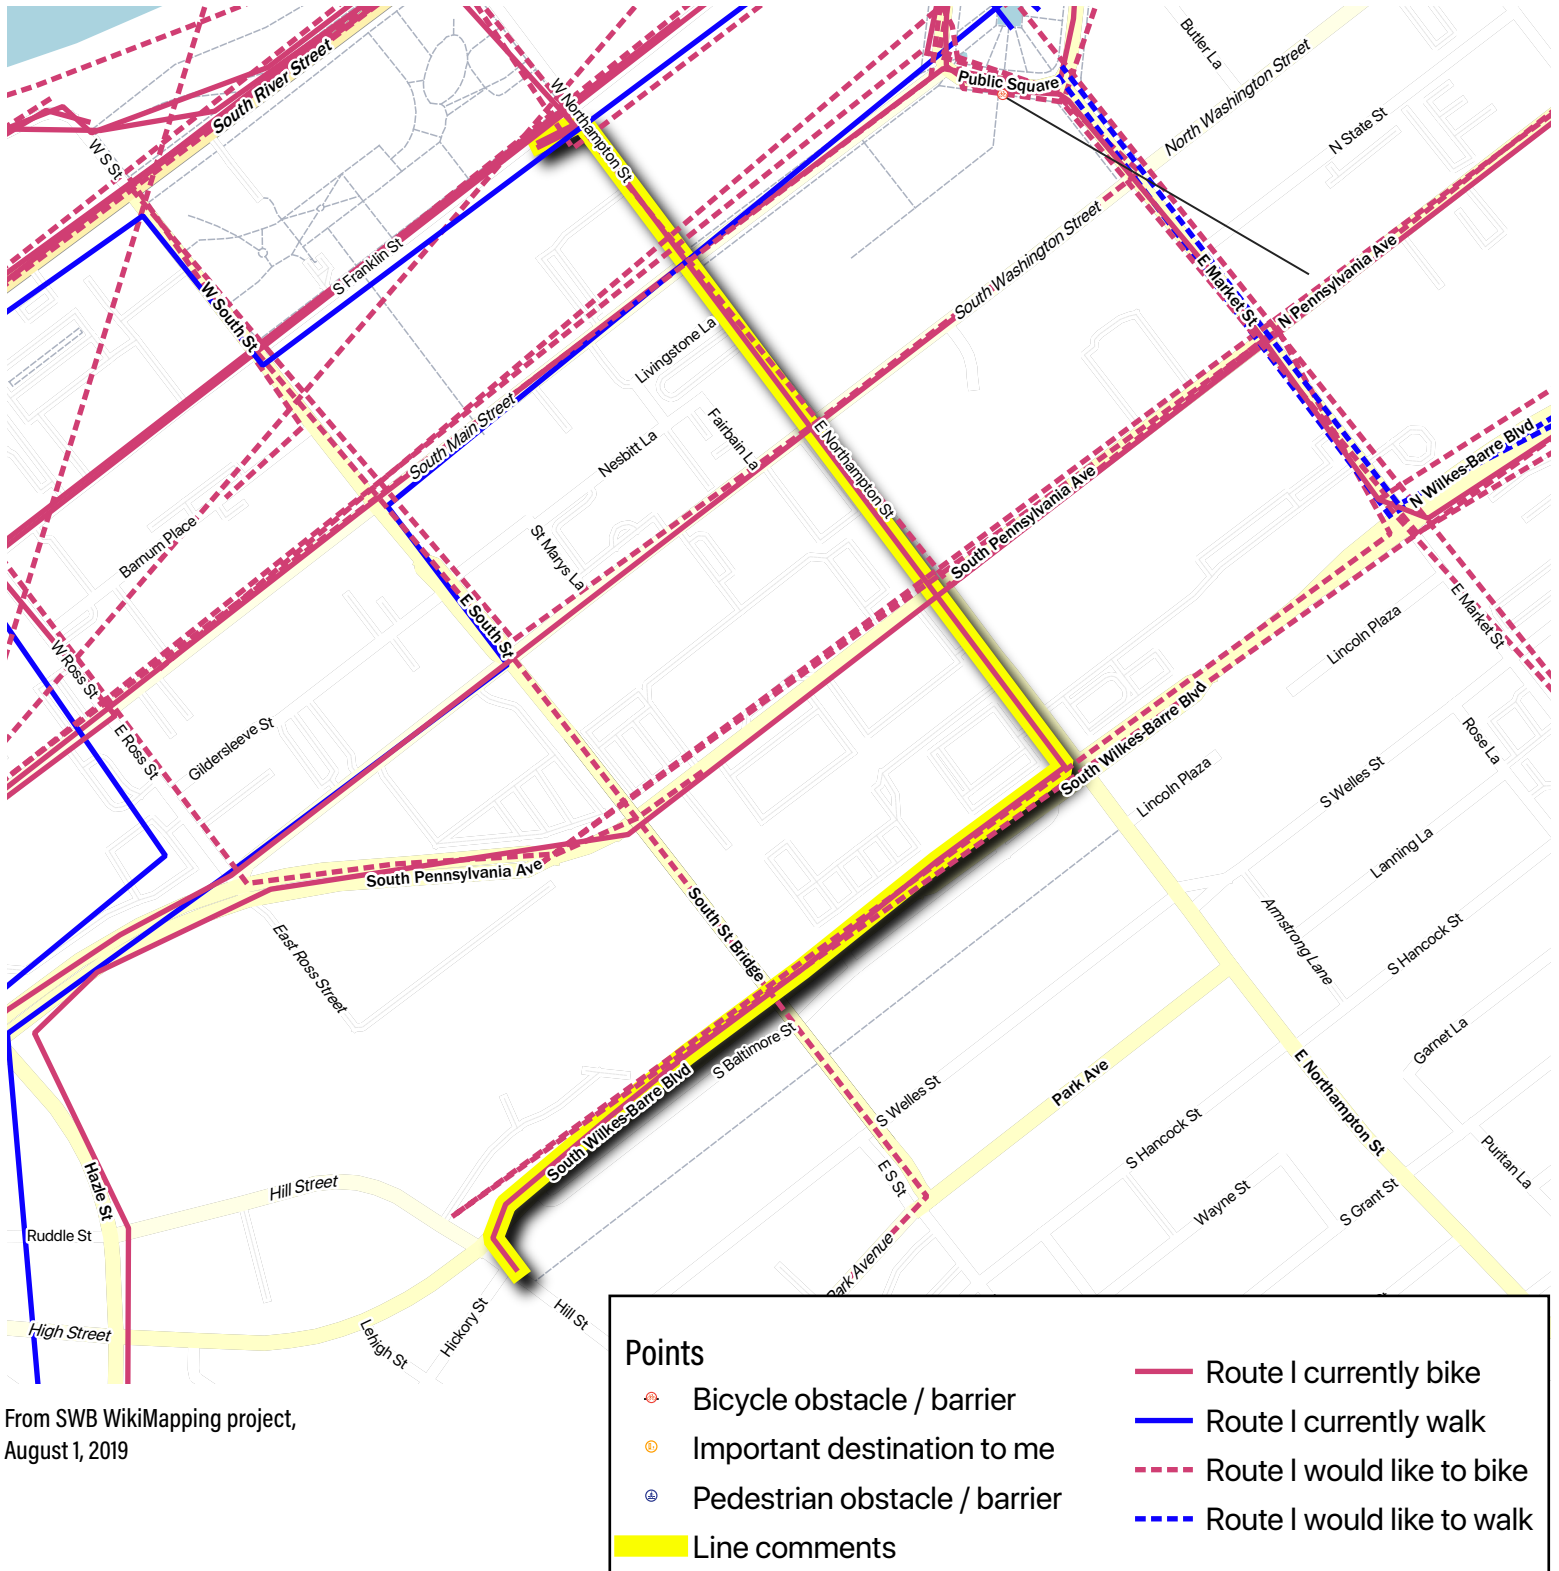 Butler La
South River Street
W Northampton St
Public Square
North Washington Street
N State St
W S St
South Washington Street
E Market St
N Pennsylvania Ave
S Franklin St
W South St
Livingstone La
South Main Street
Fairbain La
Nesbitt La
E Northampton St
N Wilkes-Barre Blvd
South Pennsylvania Ave
Barnum Place
St Marys La
E South St
E Market St
Lincoln Plaza
W Ross St
E Ross St
Gildersleeve St
South Wilkes-Barre Blvd
Rose La
Lincoln Plaza
S Welles St
Lanning La
South Pennsylvania Ave
South St Bridge
East Ross Street
Armstrong Lane
S Hancock St
S Baltimore St
Garnet La
South Wilkes-Barre Blvd
S Welles St
Park Ave
E Northampton St
S Hancock St
Puritan La
E S St
Hazle St
Hill Street
Wayne St
S Grant St
Ruddle St
Park Avenue
High Street
Lehigh St
Hickory St
Hill St
From SWB WikiMapping project,
August 1, 2019
Points
Bicycle obstacle / barrier
Important destination to me
Pedestrian obstacle / barrier
Line comments
Route I currently bike
Route I currently walk
Route I would like to bike
Route I would like to walk